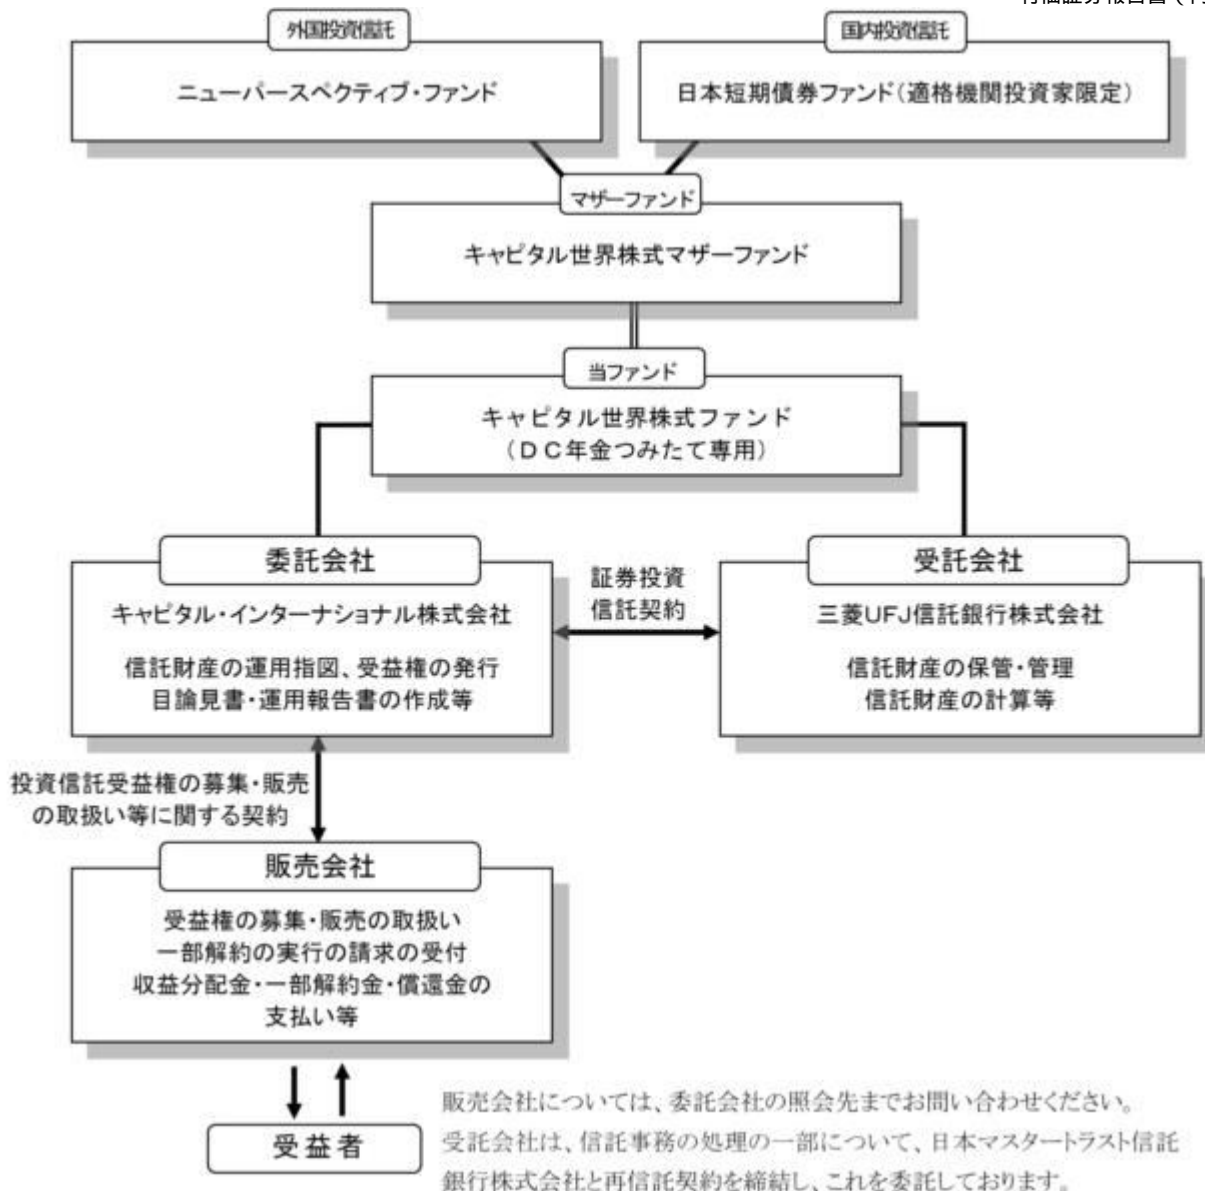 外国投資信託
ニューパースペクティブ・ファンド
国内投資信託
日本短期債券ファンド(適格機関投資家限定)
マザーファンド
キャピタル世界株式マザーファンド
当ファンド
キャピタル世界株式ファンド
(DC年金つみたて専用)
委託会社
キャピタル・インターナショナル株式会社
信託財産の運用指図、受益権の発行
目論見書・運用報告書の作成等
証券投資
信託契約
受託会社
三菱UFJ信託銀行株式会社
信託財産の保管・管理
信託財産の計算等
投資信託受益権の募集・販売
の取扱い等に関する契約
販売会社
受益権の募集・販売の取扱い
一部解約の実行の請求の受付
収益分配金・一部解約金・償還金の
支払い等
受益者
販売会社については、委託会社の照会先までお問い合わせください。
受託会社は、信託事務の処理の一部について、日本マスタートラスト信託
銀行株式会社と再信託契約を締結し、これを委託しております。